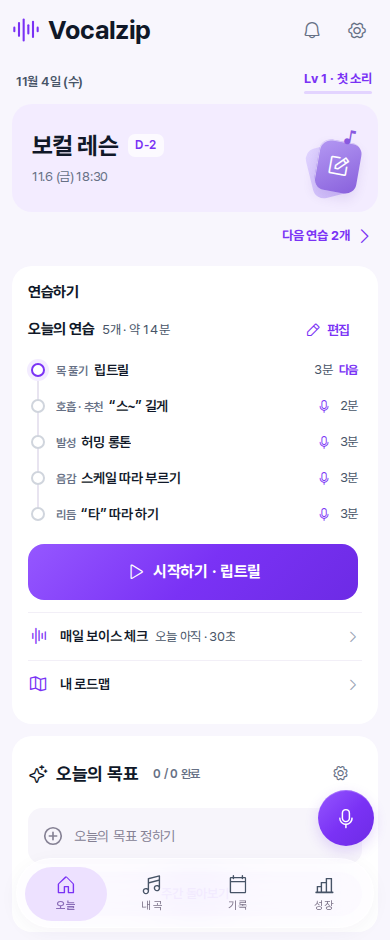 Vocalzip
11월 4일 (수)
Lv 1 · 첫 소리
보컬 레슨 D-2
11.6 (금) 18:30
다음 연습 2개
연습하기
오늘의 연습 5개 · 약 14분 편집
목 풀기 립트릴 3분 다음
호흡 · 추천 “스~” 길게 2분
발성 허밍 롱톤 3분
음감 스케일 따라 부르기 3분
리듬 “타” 따라 하기 3분
시작하기 · 립트릴
매일 보이스 체크 오늘 아직 · 30초
내 로드맵
오늘의 목표 0 / 0 완료
오늘의 목표 정하기
오늘 내 곡 기록 성장